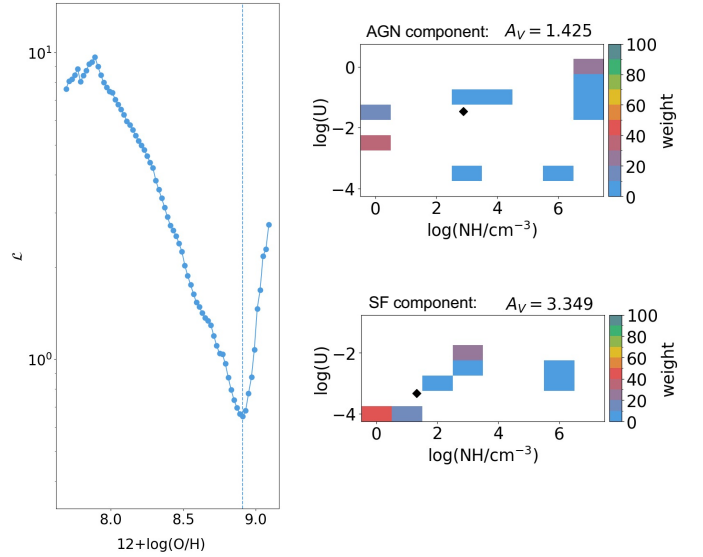 10¹
10⁰
ℒ
8.0 8.5 9.0
12+log(O/H)
AGN component: A_V = 1.425
0
−2
−4
log(U)
0 2 4 6
log(NH/cm⁻³)
100
80
60
40
20
0
weight
SF component: A_V = 3.349
−2
−4
log(U)
0 2 4 6
log(NH/cm⁻³)
100
80
60
40
20
0
weight